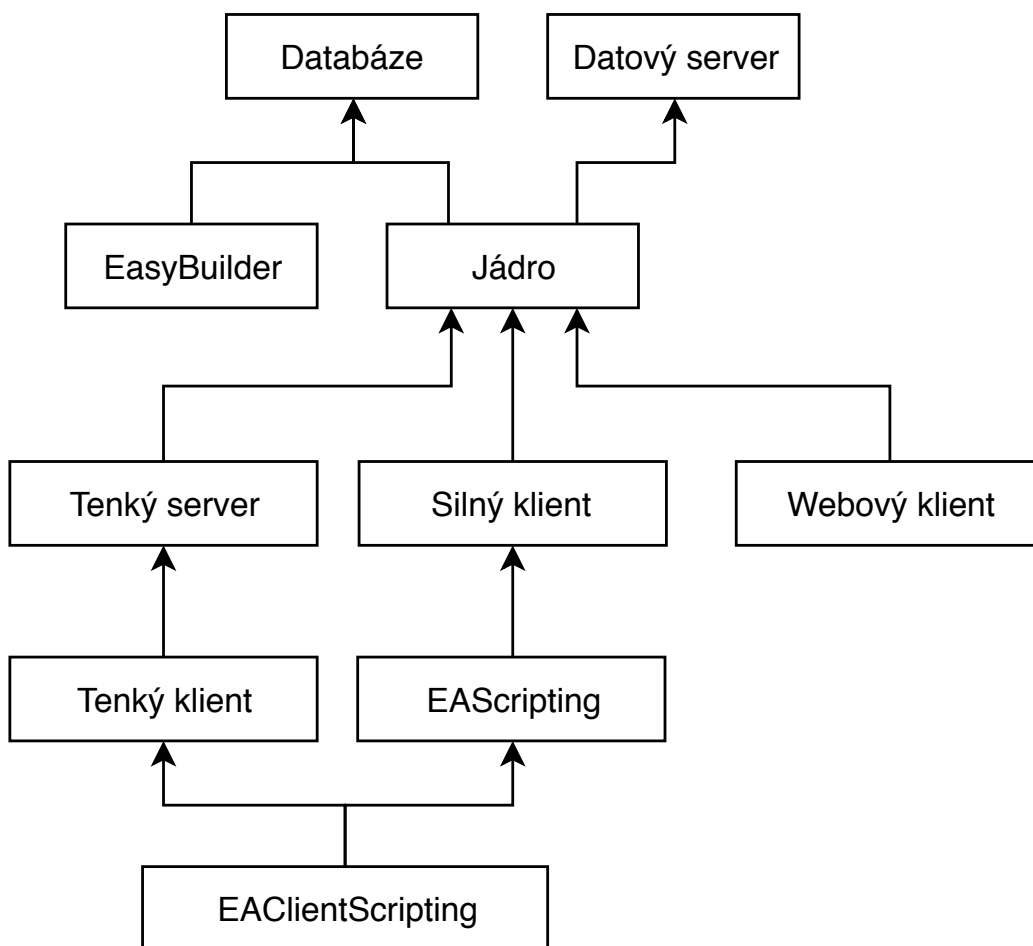 Databáze
Datový server
EasyBuilder
Jádro
Tenký server
Silný klient
Webový klient
Tenký klient
EAScripting
EAClientScripting